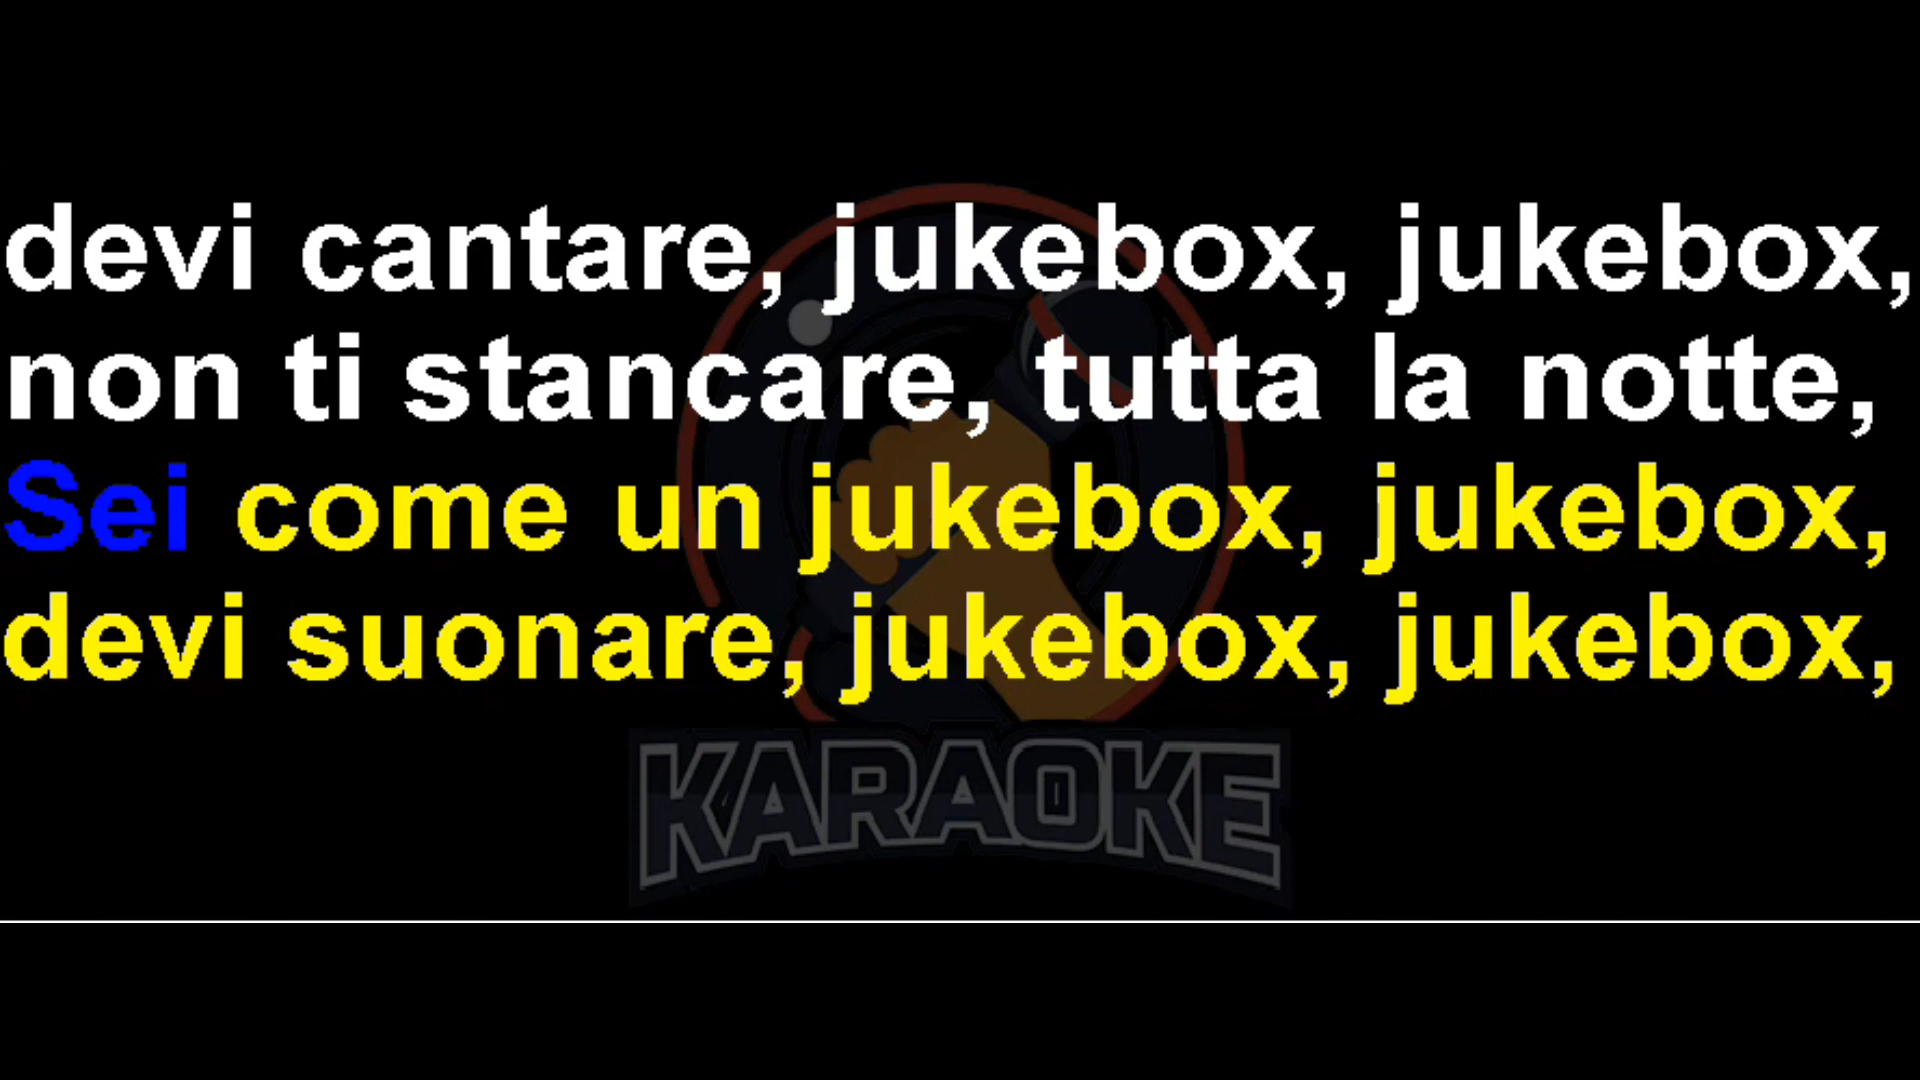 devi cantare, jukebox, jukebox,
non ti stancare, tutta la notte,
Sei come un jukebox, jukebox,
devi suonare, jukebox, jukebox,
KARAOKE